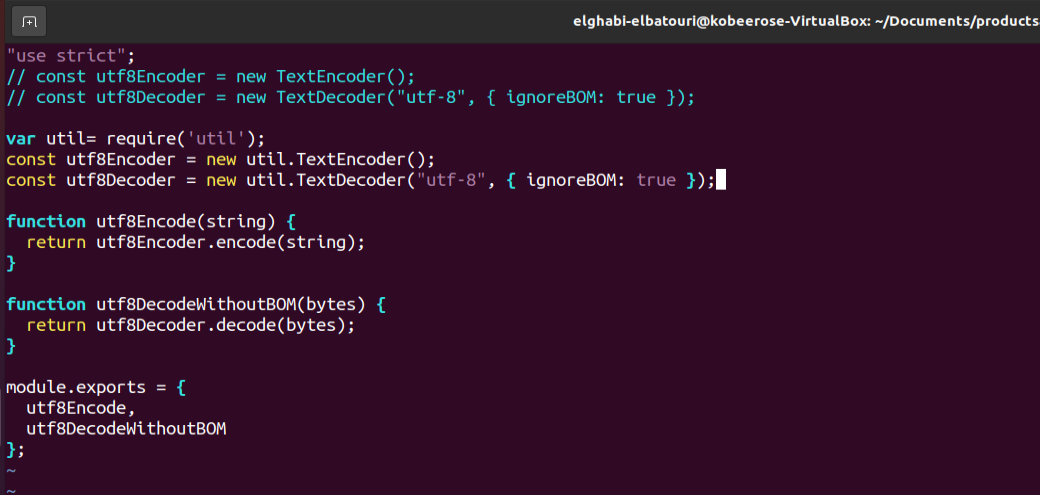 elghabi-elbatouri@kobeerose-VirtualBox: ~/Documents/products
"use strict";
// const utf8Encoder = new TextEncoder();
// const utf8Decoder = new TextDecoder("utf-8", { ignoreBOM: true });
var util= require('util');
const utf8Encoder = new util.TextEncoder();
const utf8Decoder = new util.TextDecoder("utf-8", { ignoreBOM: true });
function utf8Encode(string) {
  return utf8Encoder.encode(string);
}
function utf8DecodeWithoutBOM(bytes) {
  return utf8Decoder.decode(bytes);
}
module.exports = {
  utf8Encode,
  utf8DecodeWithoutBOM
};
~
~